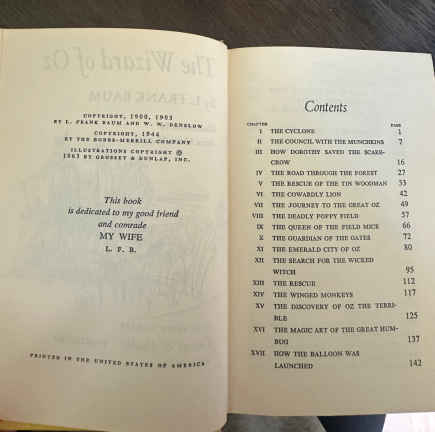 The Wizard of Oz
By L. FRANK BAUM
COPYRIGHT, 1900, 1903
BY L. FRANK BAUM AND W. W. DENSLOW
COPYRIGHT, 1944
BY THE BOBBS-MERRILL COMPANY
ILLUSTRATIONS COPYRIGHT ©
1963 BY GROSSET & DUNLAP, INC.
This book
is dedicated to my good friend
and comrade
MY WIFE
L. F. B.
PRINTED IN THE UNITED STATES OF AMERICA
Contents
CHAPTER PAGE
I THE CYCLONE 1
II THE COUNCIL WITH THE MUNCHKINS 7
III HOW DOROTHY SAVED THE SCARE-
CROW 16
IV THE ROAD THROUGH THE FOREST 27
V THE RESCUE OF THE TIN WOODMAN 33
VI THE COWARDLY LION 42
VII THE JOURNEY TO THE GREAT OZ 49
VIII THE DEADLY POPPY FIELD 57
IX THE QUEEN OF THE FIELD MICE 66
X THE GUARDIAN OF THE GATES 72
XI THE EMERALD CITY OF OZ 80
XII THE SEARCH FOR THE WICKED
WITCH 95
XIII THE RESCUE 112
XIV THE WINGED MONKEYS 117
XV THE DISCOVERY OF OZ THE TERRI-
BLE 125
XVI THE MAGIC ART OF THE GREAT HUM-
BUG 137
XVII HOW THE BALLOON WAS
LAUNCHED 142